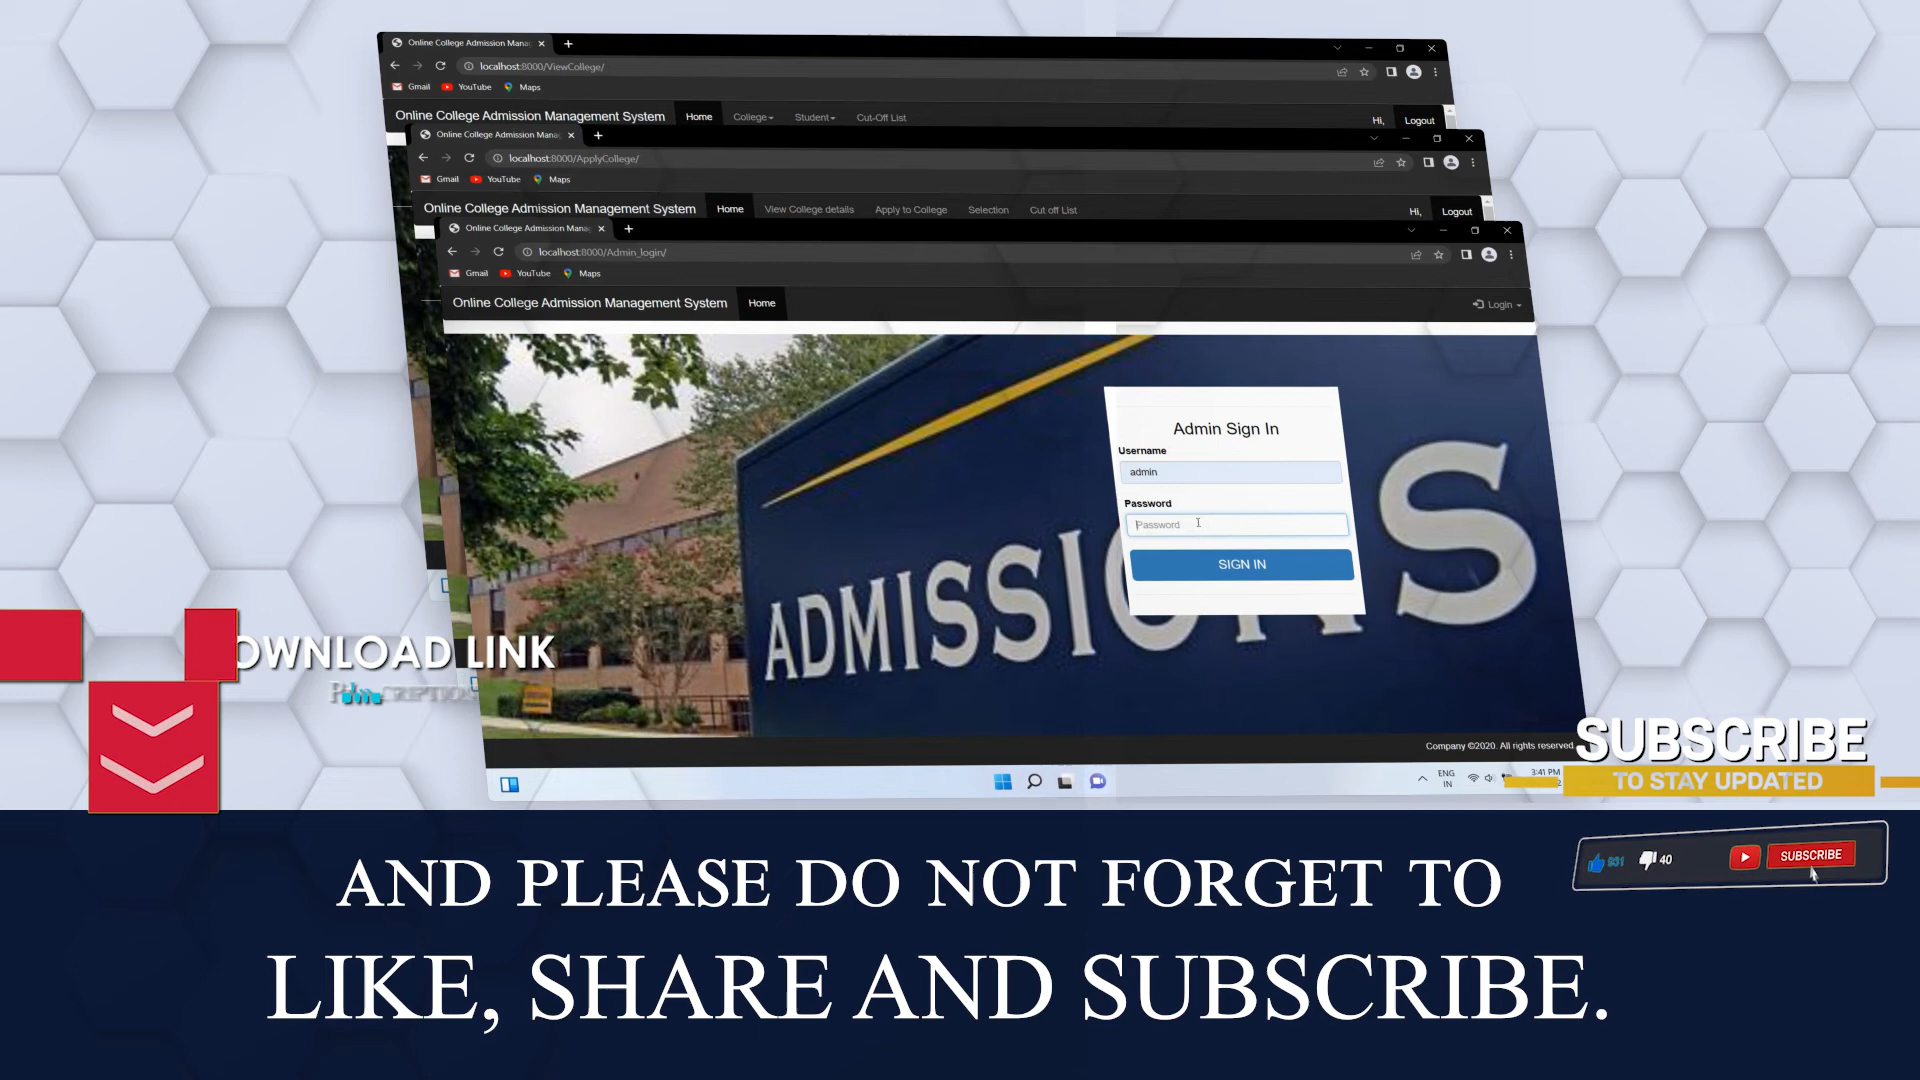 Online College Admission Mana
localhost:8000/ViewCollege/
Gmail YouTube Maps
Online College Admission Management System Home College Student Cut-Off List Hi, Logout
Online College Admission Mana
localhost:8000/ApplyCollege/
Gmail YouTube Maps
Online College Admission Management System Home View College details Apply to College Selection Cut off List Hi, Logout
Online College Admission Mana
localhost:8000/Admin_login/
Gmail YouTube Maps
Online College Admission Management System Home Login
Admin Sign In
Username
admin
Password
Password
SIGN IN
ADMISSIONS
OWNLOAD LINK
Company ©2020. All rights reserved
ENG
IN
3:41 PM
SUBSCRIBE
TO STAY UPDATED
931 40 SUBSCRIBE
AND PLEASE DO NOT FORGET TO
LIKE, SHARE AND SUBSCRIBE.